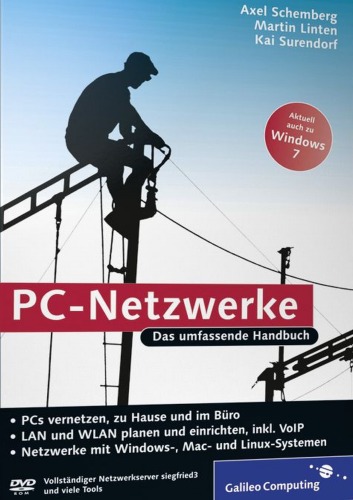 Axel Schemberg
Martin Linten
Kai Surendorf
Aktuell
auch zu
Windows
7
PC-Netzwerke
Das umfassende Handbuch
• PCs vernetzen, zu Hause und im Büro
• LAN und WLAN planen und einrichten, inkl. VoIP
• Netzwerke mit Windows-, Mac- und Linux-Systemen
DVD
ROM
Vollständiger Netzwerkserver siegfried3
und viele Tools
Galileo Computing